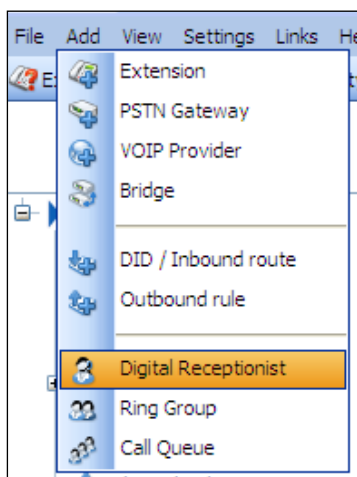 File Add View Settings Links He
E
Extension
PSTN Gateway
VOIP Provider
Bridge
DID / Inbound route
Outbound rule
Digital Receptionist
Ring Group
Call Queue